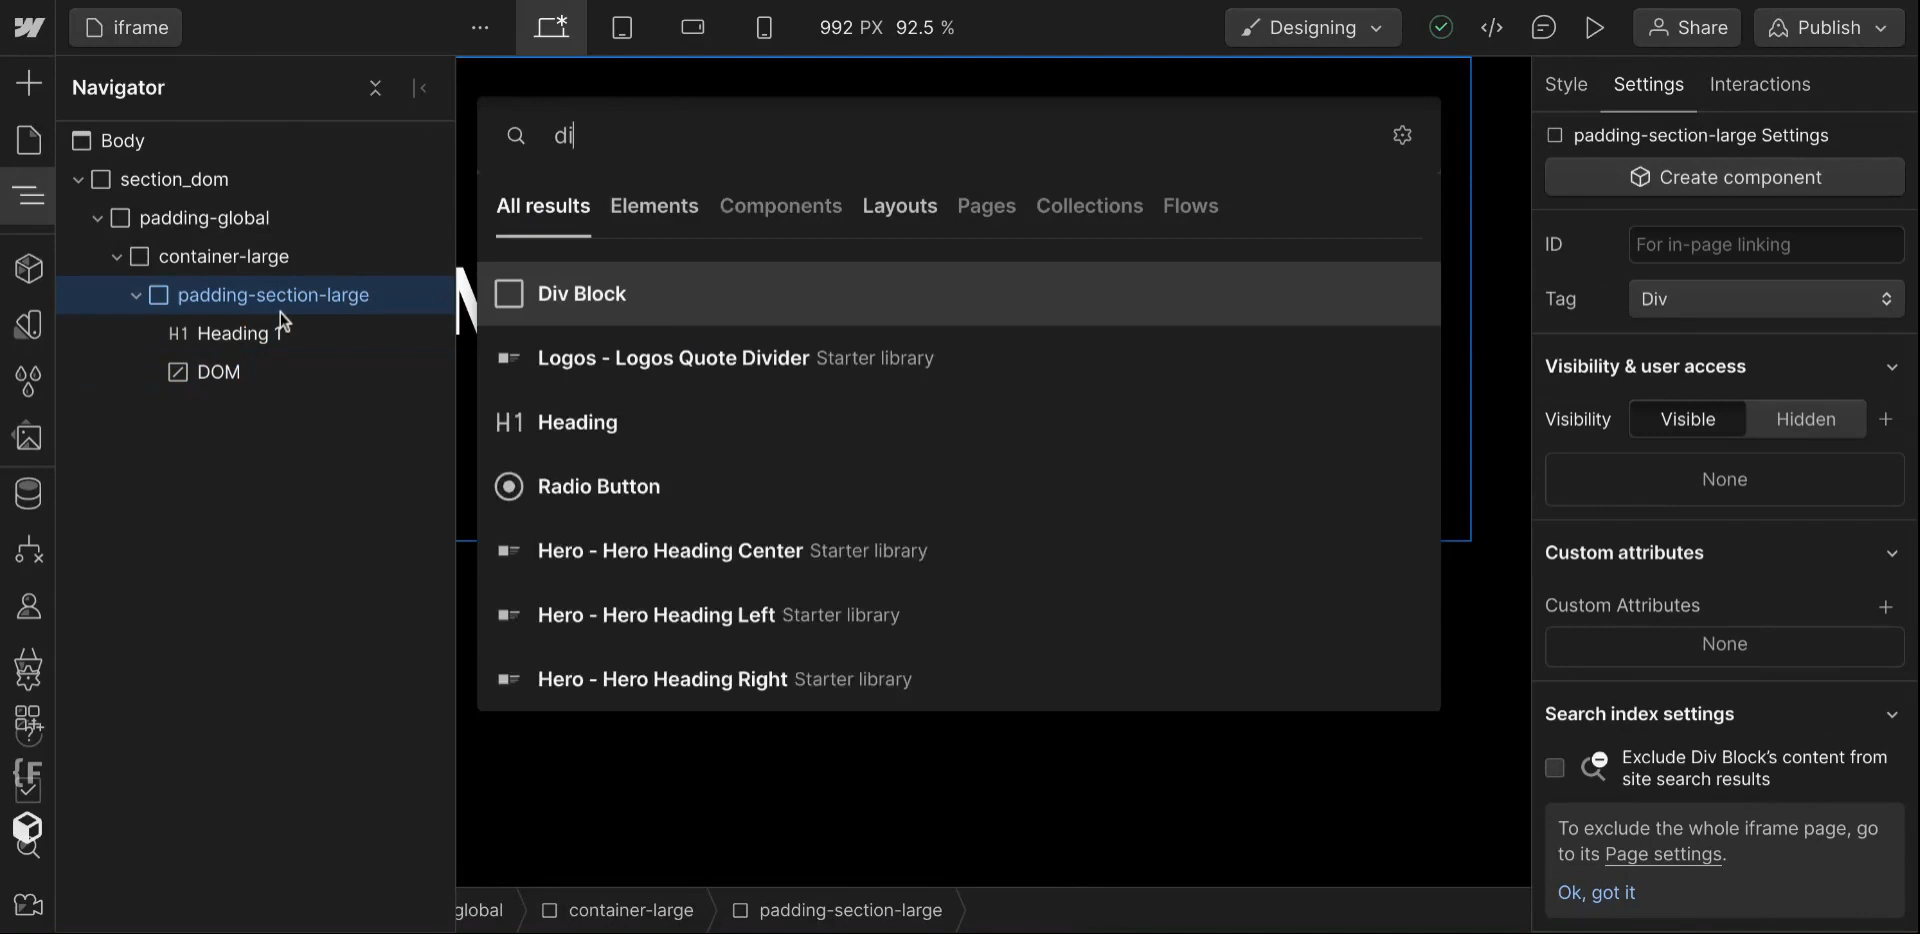 iframe
992 PX 92.5 %
Designing
Share
Publish
Navigator
Body
section_dom
padding-global
container-large
padding-section-large
H1 Heading 1
DOM
di
All results Elements Components Layouts Pages Collections Flows
Div Block
Logos - Logos Quote Divider Starter library
H1 Heading
Radio Button
Hero - Hero Heading Center Starter library
Hero - Hero Heading Left Starter library
Hero - Hero Heading Right Starter library
global container-large padding-section-large
Style Settings Interactions
padding-section-large Settings
Create component
ID For in-page linking
Tag Div
Visibility & user access
Visibility Visible Hidden
None
Custom attributes
Custom Attributes
None
Search index settings
Exclude Div Block's content from
site search results
To exclude the whole iframe page, go
to its Page settings.
Ok, got it